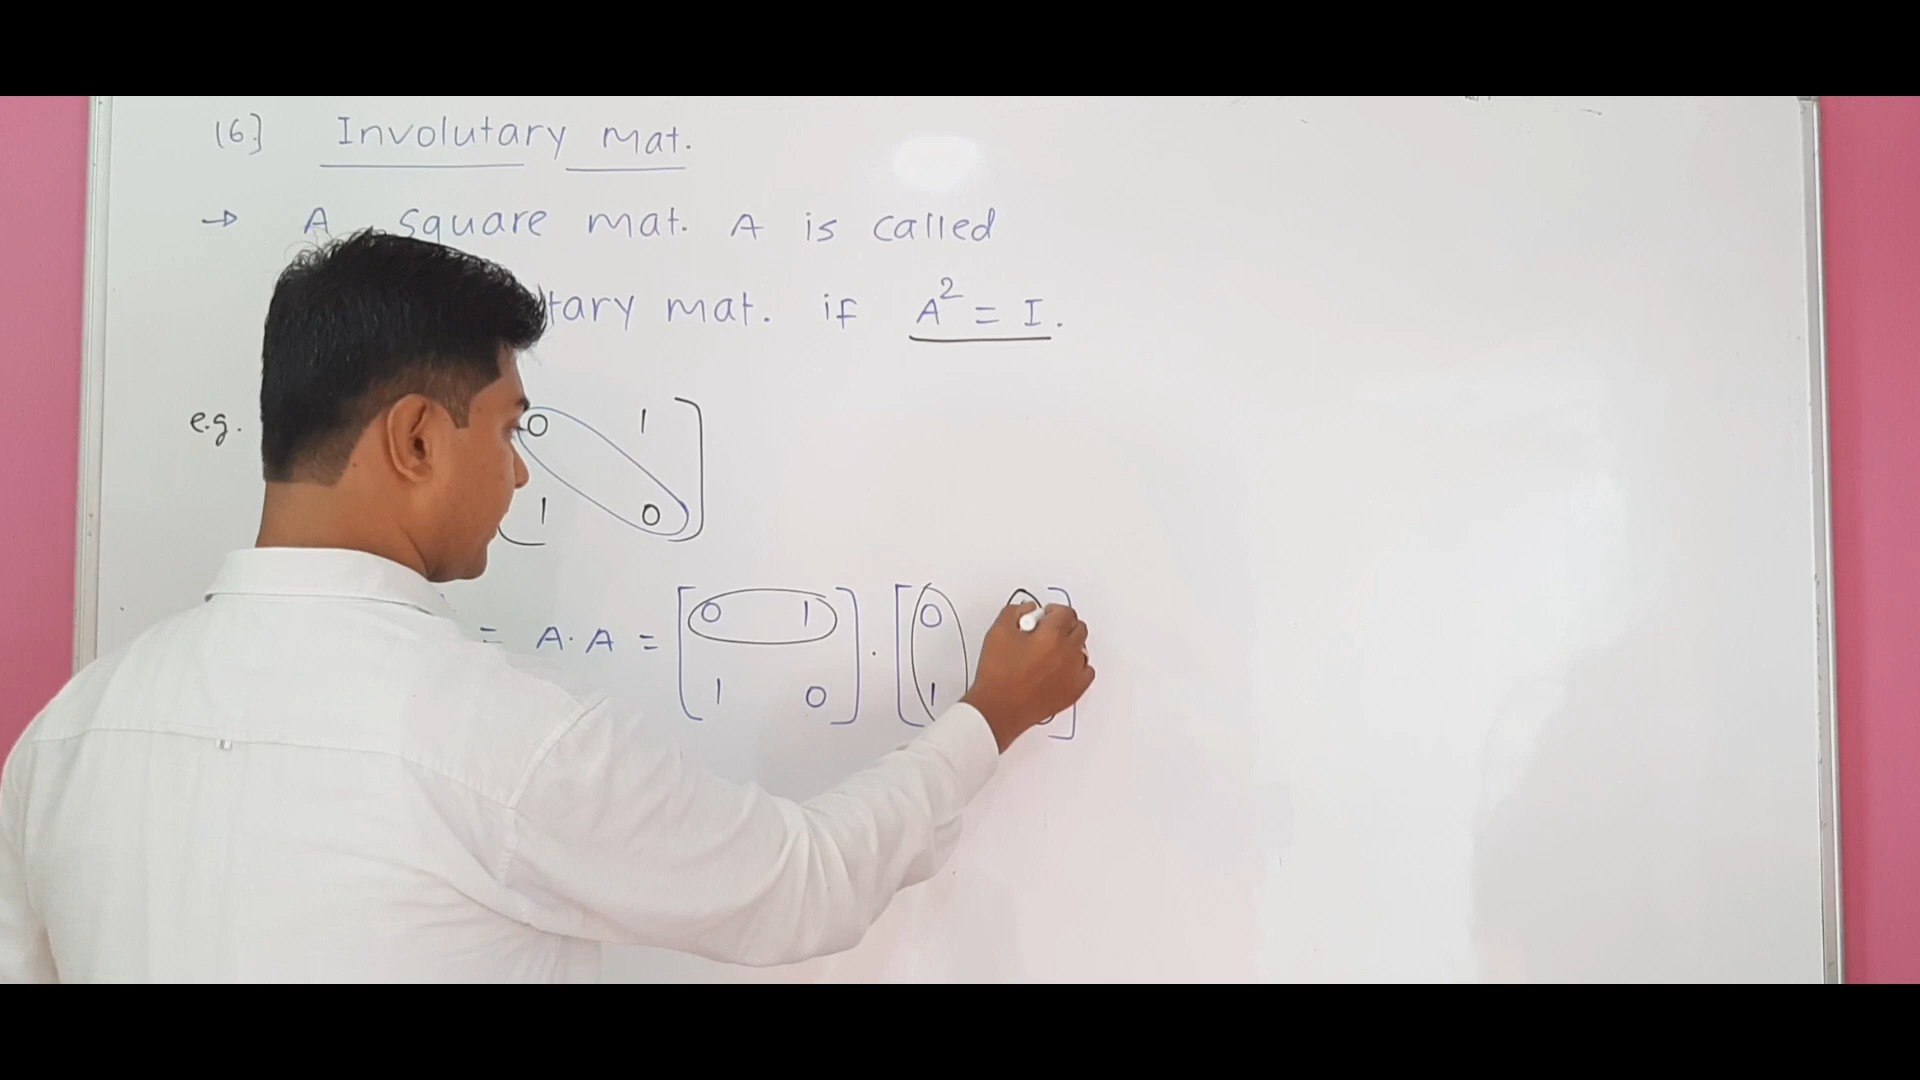 16] Involutary mat.
→ A square mat. A is called
mat. if A² = I.
e.g. 0 1 ]
1 0
= A. A = [ 0 1 ] . [ 0
1 0 1